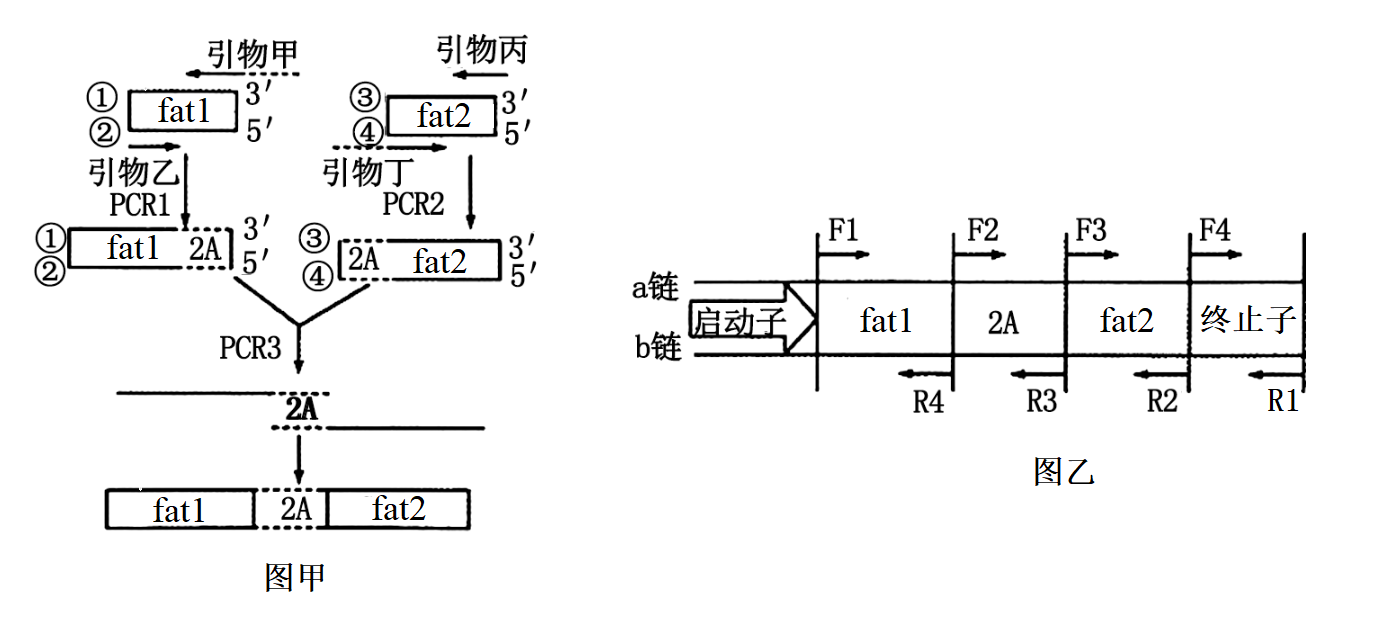 引物甲
① fat1 3′
② 5′
引物乙
PCR1
引物丙
③ fat2 3′
④ 5′
引物丁
PCR2
① fat1 2A 3′
② 5′
③ 2A fat2 3′
④ 5′
PCR3
2A
fat1 2A fat2
图甲
F1 F2 F3 F4
a链
启动子 fat1 2A fat2 终止子
b链
R4 R3 R2 R1
图乙